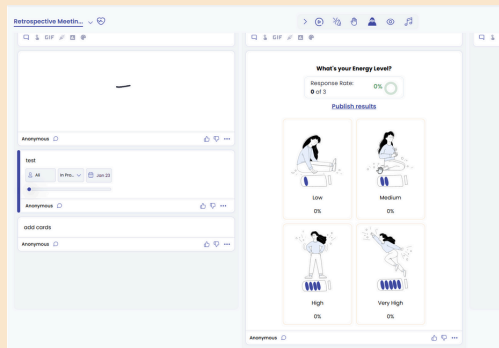 Retrospective Meetin...
GIF
GIF
Anonymous
test
All
In Pro...
Jan 23
Anonymous
add cards
Anonymous
What's your Energy Level?
Response Rate:
0 of 3
0%
Publish results
Low
0%
Medium
0%
High
0%
Very High
0%
Anonymous